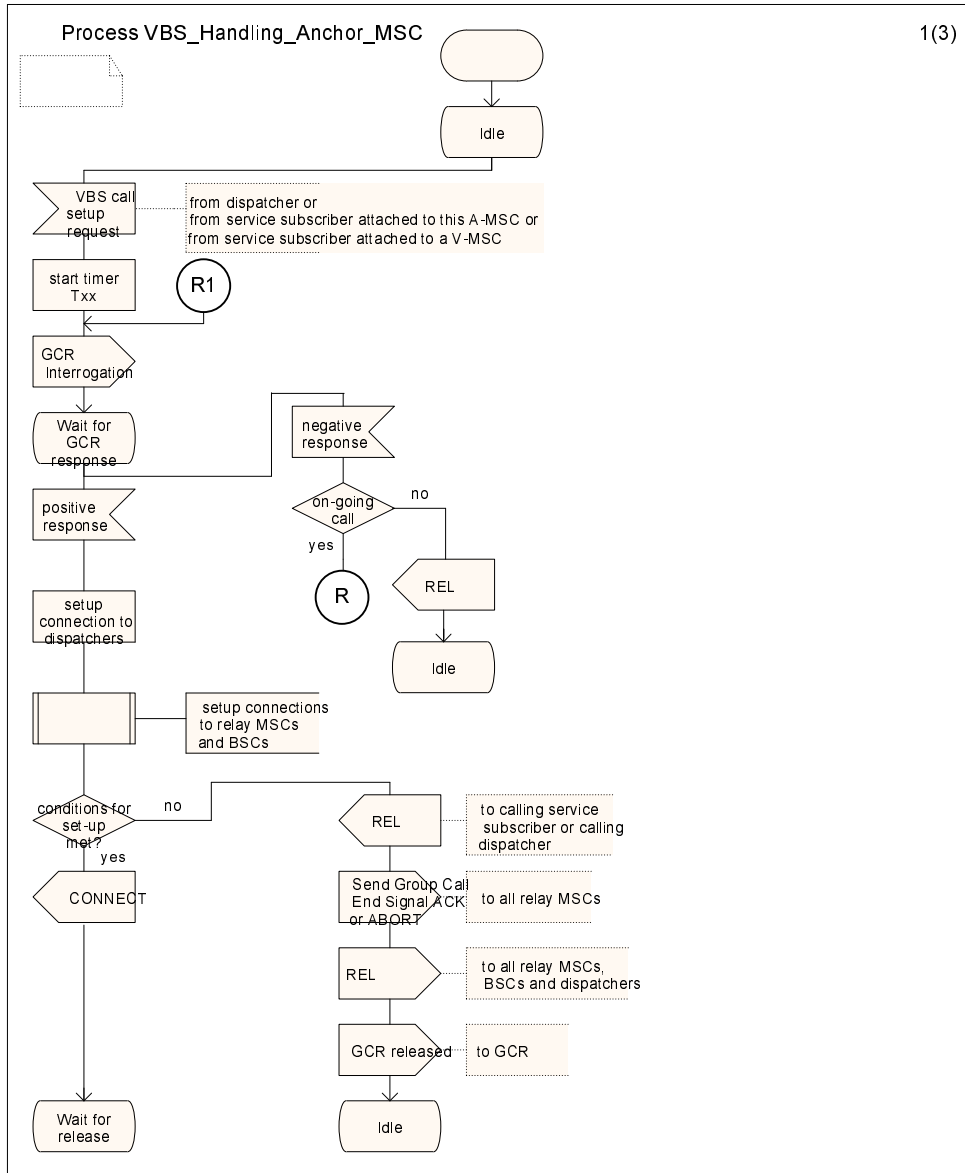 Process VBS_Handling_Anchor_MSC
1(3)
Idle
VBS call
setup
request
from dispatcher or
from service subscriber attached to this A-MSC or
from service subscriber attached to a V-MSC
start timer
Txx
R1
GCR
Interrogation
Wait for
GCR
response
negative
response
positive
response
on-going
call
no
yes
R
REL
Idle
setup
connection to
dispatchers
setup connections
to relay MSCs
and BSCs
conditions for
set-up
met?
no
yes
REL
to calling service
subscriber or calling
dispatcher
CONNECT
Send Group Call
End Signal ACK
or ABORT
to all relay MSCs
REL
to all relay MSCs,
BSCs and dispatchers
GCR released
to GCR
Wait for
release
Idle